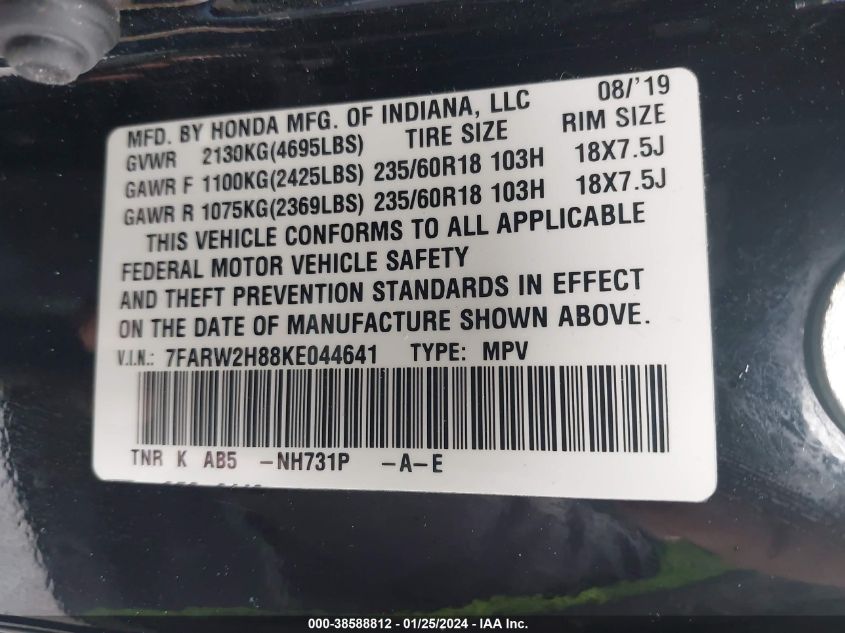 MFD. BY HONDA MFG. OF INDIANA, LLC 08/'19
GVWR 2130KG(4695LBS) TIRE SIZE RIM SIZE
GAWR F 1100KG(2425LBS) 235/60R18 103H 18X7.5J
GAWR R 1075KG(2369LBS) 235/60R18 103H 18X7.5J
THIS VEHICLE CONFORMS TO ALL APPLICABLE
FEDERAL MOTOR VEHICLE SAFETY
AND THEFT PREVENTION STANDARDS IN EFFECT
ON THE DATE OF MANUFACTURE SHOWN ABOVE.
V.I.N.: 7FARW2H88KE044641 TYPE: MPV
TNR K AB5 -NH731P -A-E
000-38588812 - 01/25/2024 - IAA Inc.